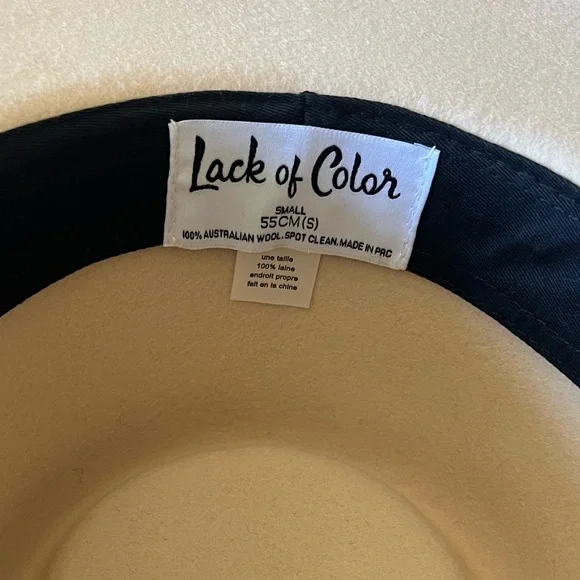 Lack of Color
SMALL
55CM(S)
100% AUSTRALIAN WOOL. SPOT CLEAN. MADE IN PRC
une taille
100% laine
endroit propre
fait en la chine